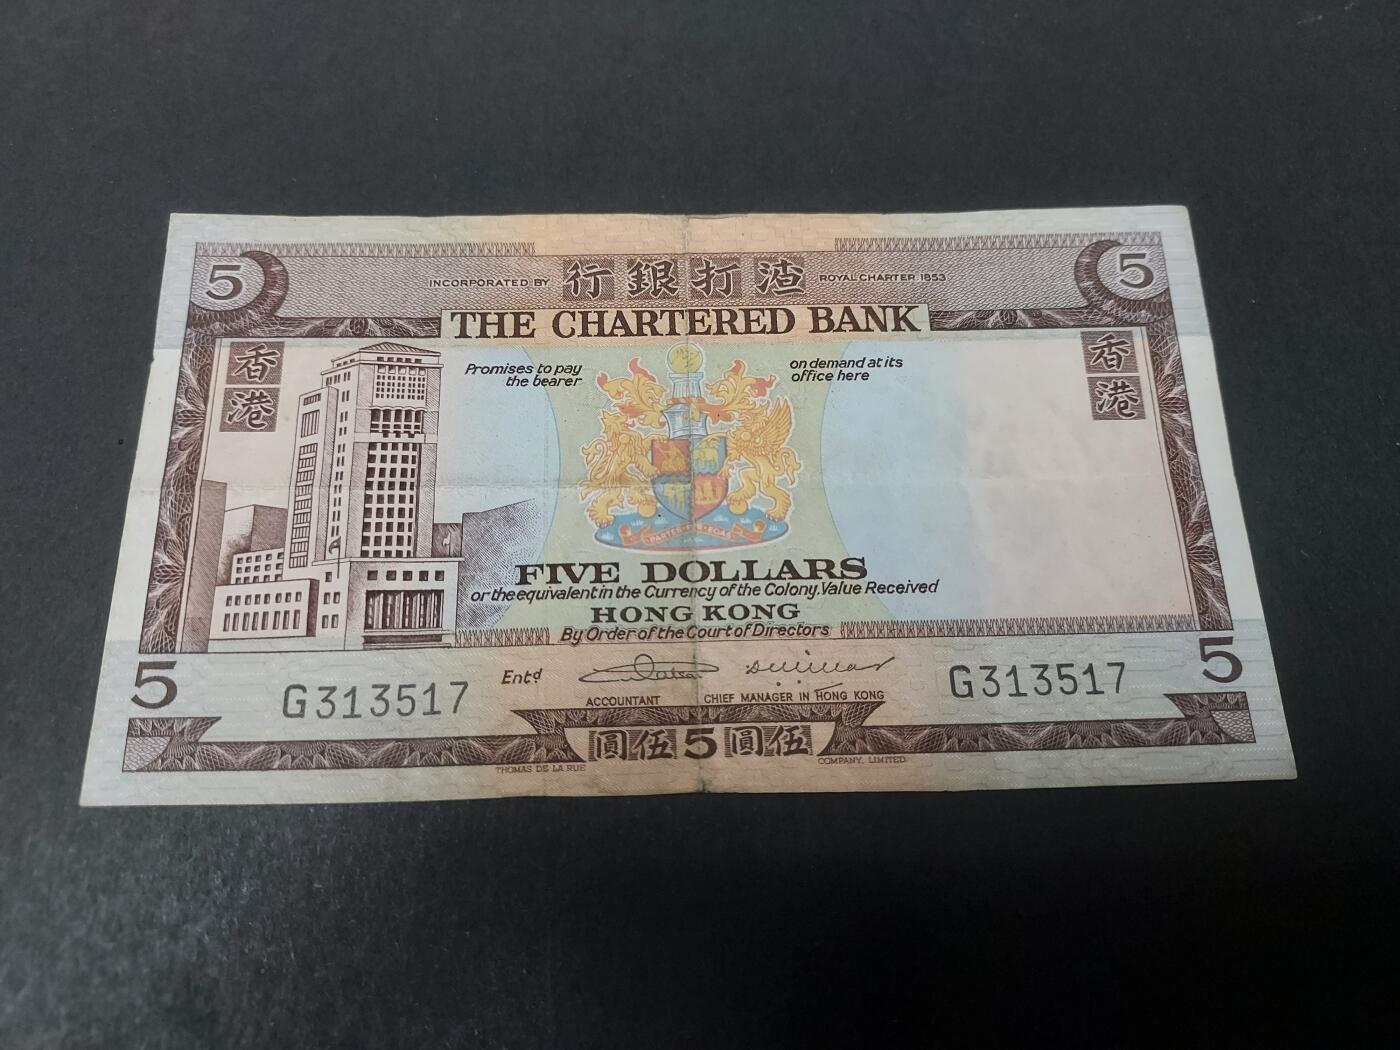 5 INCORPORATED BY 行銀打渣 ROYAL CHARTER 1853 5
THE CHARTERED BANK
香港
香港
Promises to pay
the bearer
on demand at its
office here
FIVE DOLLARS
or the equivalent in the Currency of the Colony. Value Received
HONG KONG
By Order of the Court of Directors
5 G313517 Entd G313517 5
ACCOUNTANT CHIEF MANAGER IN HONG KONG
圓伍5圓伍
THOMAS DE LA RUE COMPANY, LIMITED.